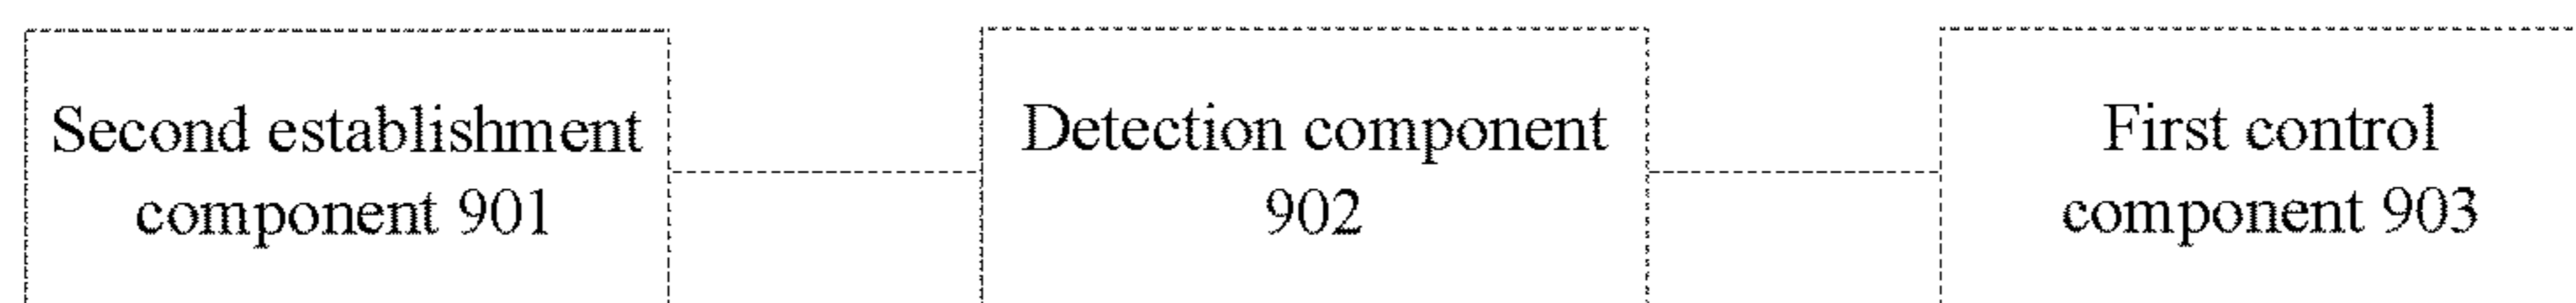 Second establishment
component 901
Detection component
902
First control
component 903